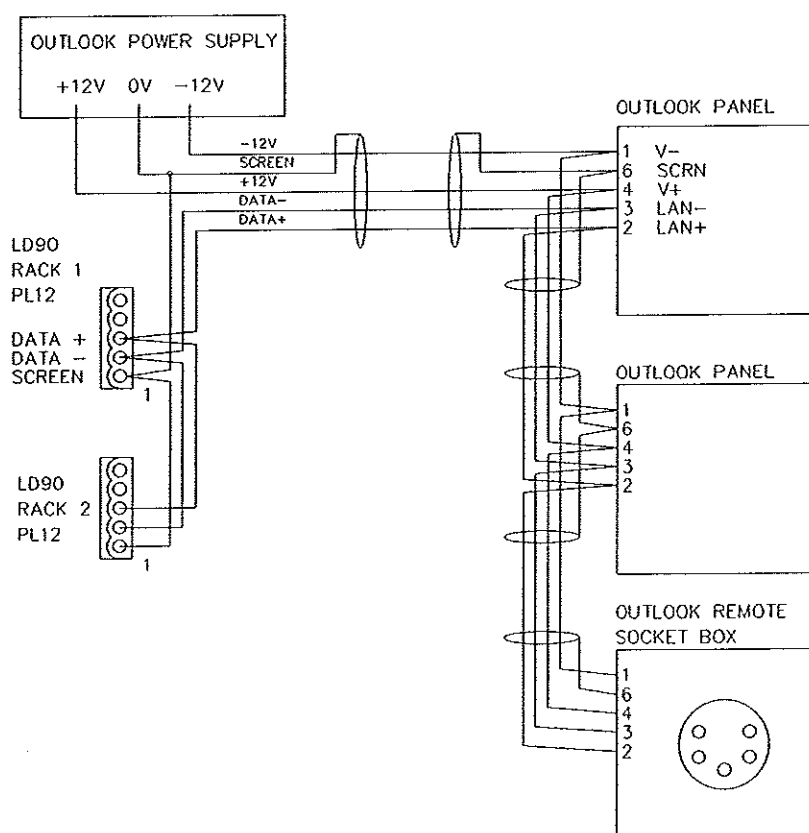 OUTLOOK POWER SUPPLY
+12V 0V -12V
OUTLOOK PANEL
-12V
SCREEN
+12V
DATA-
DATA+
1 V-
6 SCRN
4 V+
3 LAN-
2 LAN+
LD90
RACK 1
PL12
DATA +
DATA -
SCREEN
1
OUTLOOK PANEL
1
6
4
3
2
LD90
RACK 2
PL12
1
OUTLOOK REMOTE
SOCKET BOX
1
6
4
3
2